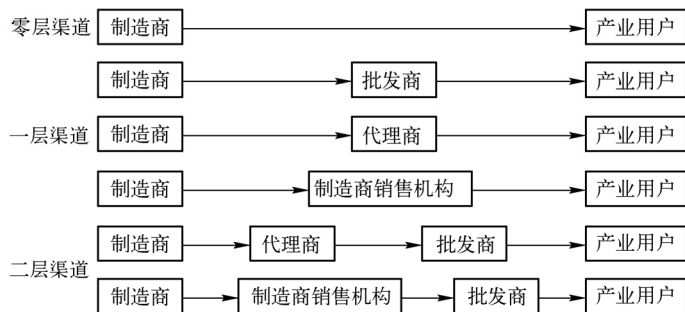 零层渠道 制造商 产业用户
制造商 批发商 产业用户
一层渠道 制造商 代理商 产业用户
制造商 制造商销售机构 产业用户
制造商 代理商 批发商 产业用户
二层渠道
制造商 制造商销售机构 批发商 产业用户